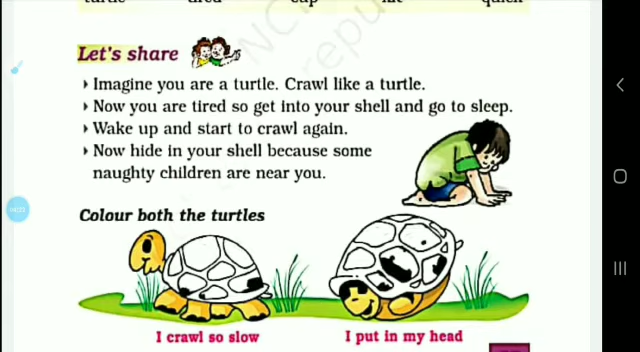 Let's share
Imagine you are a turtle. Crawl like a turtle.
Now you are tired so get into your shell and go to sleep.
Wake up and start to crawl again.
Now hide in your shell because some
naughty children are near you.
Colour both the turtles
I crawl so slow
I put in my head